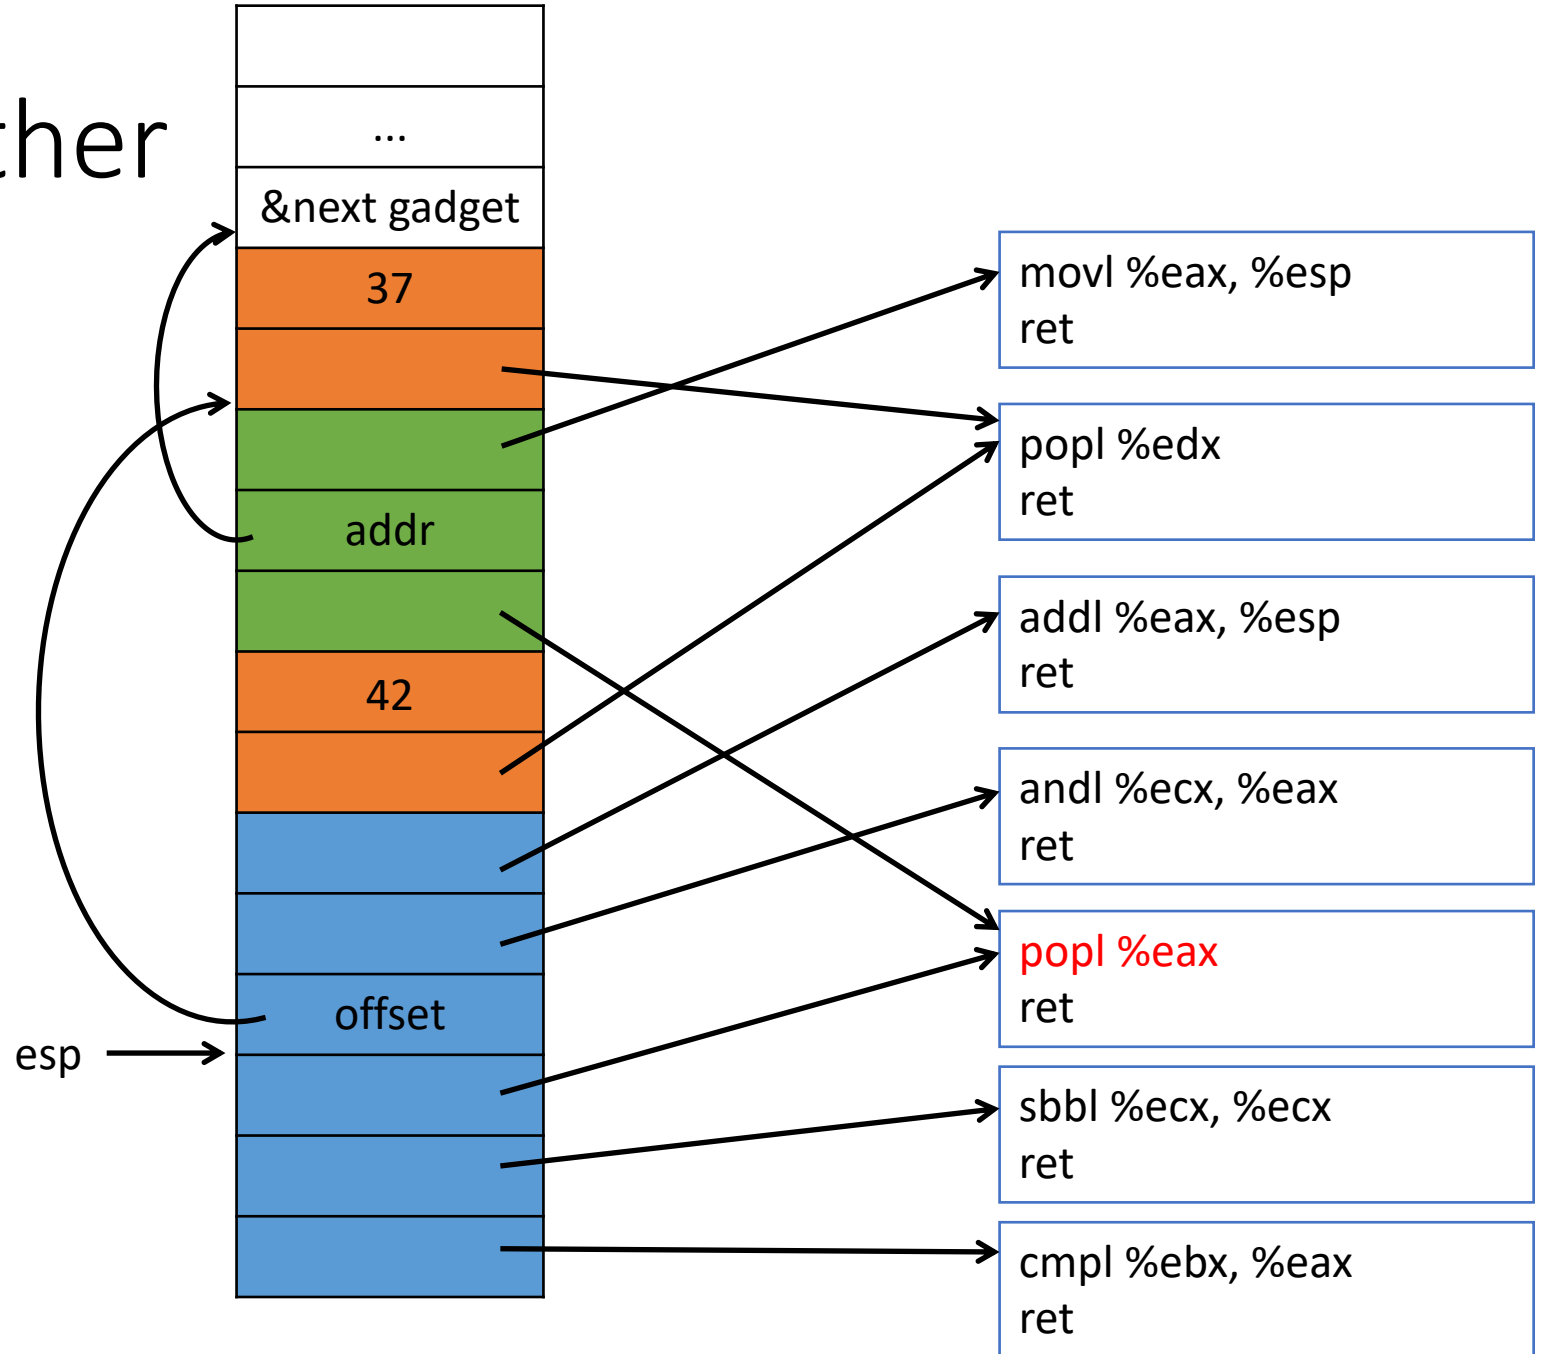 ther
...
&next gadget
37
addr
42
offset
esp
movl %eax, %esp
ret
popl %edx
ret
addl %eax, %esp
ret
andl %ecx, %eax
ret
popl %eax
ret
sbbl %ecx, %ecx
ret
cmpl %ebx, %eax
ret